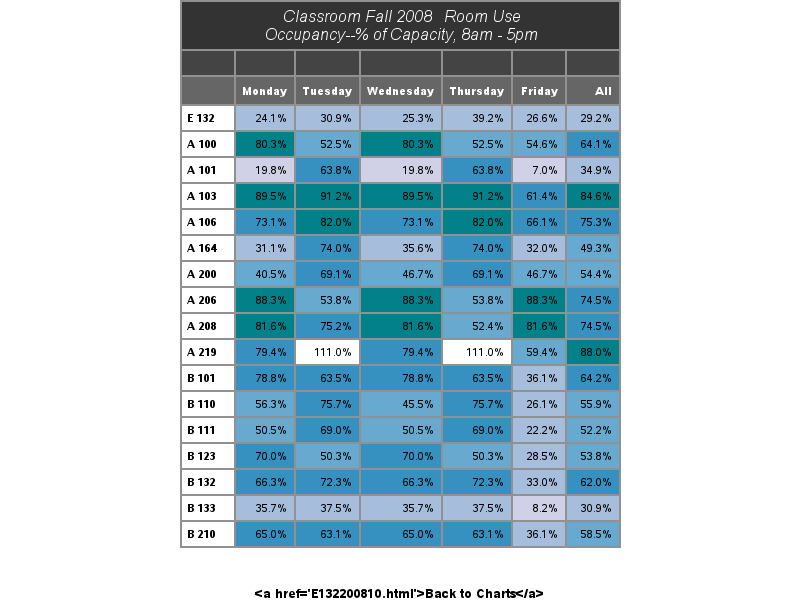 Classroom Fall 2008 Room Use
Occupancy--% of Capacity, 8am - 5pm
Monday Tuesday Wednesday Thursday Friday All
E 132 24.1% 30.9% 25.3% 39.2% 26.6% 29.2%
A 100 80.3% 52.5% 80.3% 52.5% 54.6% 64.1%
A 101 19.8% 63.8% 19.8% 63.8% 7.0% 34.9%
A 103 89.5% 91.2% 89.5% 91.2% 61.4% 84.6%
A 106 73.1% 82.0% 73.1% 82.0% 66.1% 75.3%
A 164 31.1% 74.0% 35.6% 74.0% 32.0% 49.3%
A 200 40.5% 69.1% 46.7% 69.1% 46.7% 54.4%
A 206 88.3% 53.8% 88.3% 53.8% 88.3% 74.5%
A 208 81.6% 75.2% 81.6% 52.4% 81.6% 74.5%
A 219 79.4% 111.0% 79.4% 111.0% 59.4% 88.0%
B 101 78.8% 63.5% 78.8% 63.5% 36.1% 64.2%
B 110 56.3% 75.7% 45.5% 75.7% 26.1% 55.9%
B 111 50.5% 69.0% 50.5% 69.0% 22.2% 52.2%
B 123 70.0% 50.3% 70.0% 50.3% 28.5% 53.8%
B 132 66.3% 72.3% 66.3% 72.3% 33.0% 62.0%
B 133 35.7% 37.5% 35.7% 37.5% 8.2% 30.9%
B 210 65.0% 63.1% 65.0% 63.1% 36.1% 58.5%
<a href='E132200810.html'>Back to Charts</a>